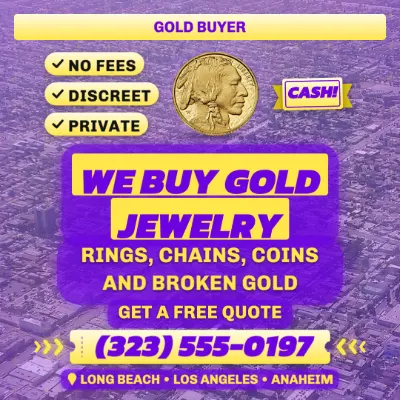 GOLD BUYER
NO FEES
DISCREET
PRIVATE
CASH!
WE BUY GOLD
JEWELRY
RINGS, CHAINS, COINS
AND BROKEN GOLD
GET A FREE QUOTE
(323) 555-0197
LONG BEACH • LOS ANGELES • ANAHEIM